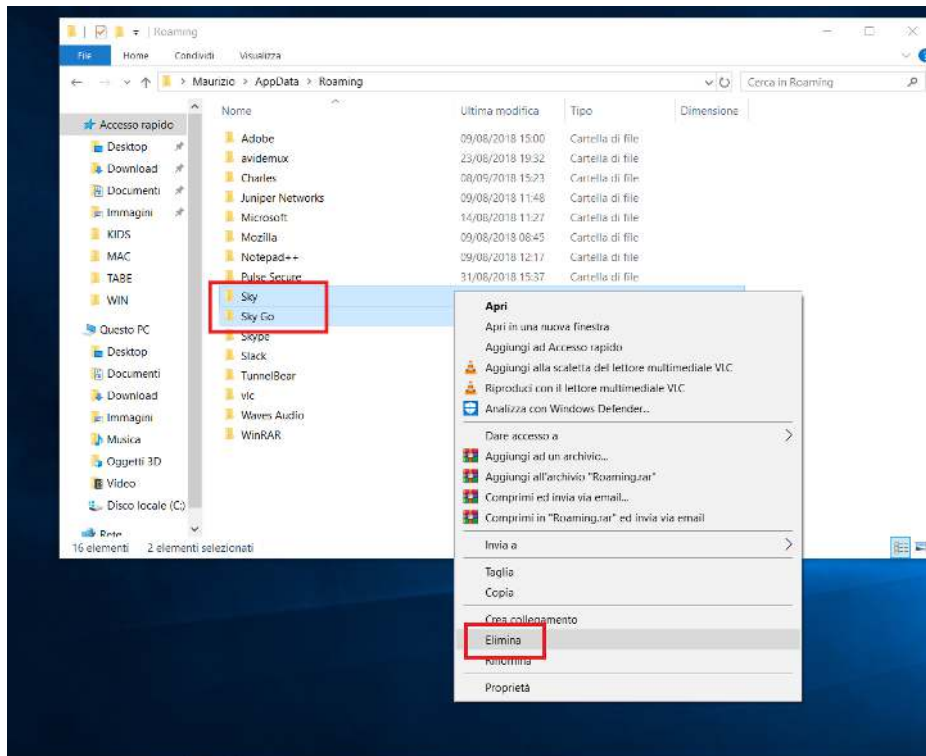 Roaming
File Home Condividi Visualizza
Maurizio > AppData > Roaming
Cerca in Roaming
Nome Ultima modifica Tipo Dimensione
Accesso rapido
Desktop
Download
Documenti
Immagini
KIDS
MAC
TABE
WIN
Questo PC
Desktop
Documenti
Download
Immagini
Musica
Oggetti 3D
Video
Disco locale (C:)
Rete
Adobe 09/08/2018 15:00 Cartella di file
avidemux 23/08/2018 19:32 Cartella di file
Charles 08/09/2018 15:23 Cartella di file
Juniper Networks 09/08/2018 11:48 Cartella di file
Microsoft 14/08/2018 11:27 Cartella di file
Mozilla 09/08/2018 08:45 Cartella di file
Notepad++ 09/08/2018 12:17 Cartella di file
Pulse Secure 31/08/2018 15:37 Cartella di file
Sky
Sky Go
Skype
Slack
TunnelBear
vlc
Waves Audio
WinRAR
16 elementi 2 elementi selezionati
Apri
Apri in una nuova finestra
Aggiungi ad Accesso rapido
Aggiungi alla scaletta del lettore multimediale VLC
Riproduci con il lettore multimediale VLC
Analizza con Windows Defender...
Dare accesso a
Aggiungi ad un archivio...
Aggiungi all'archivio "Roaming.rar"
Comprimi ed invia via email...
Comprimi in "Roaming.rar" ed invia via email
Invia a
Taglia
Copia
Crea collegamento
Elimina
Rinomina
Proprietà